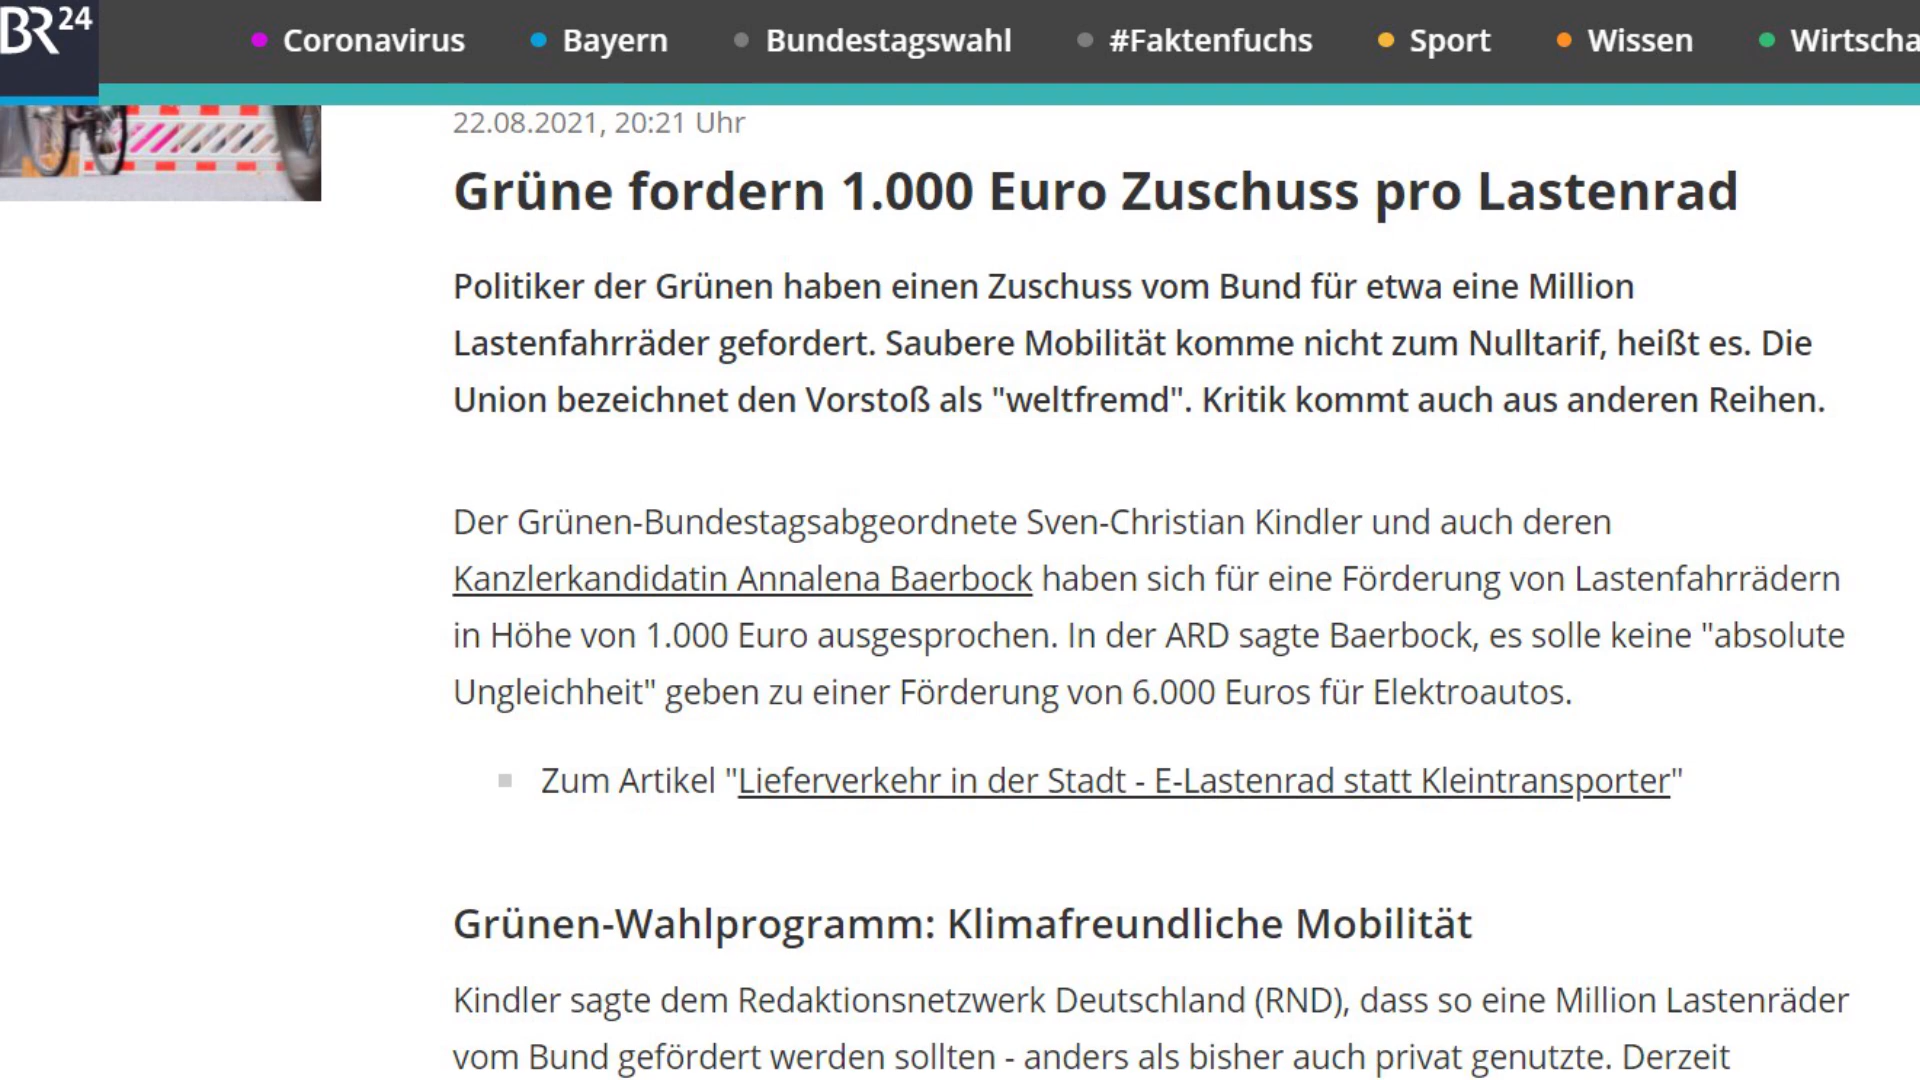 BR24
Coronavirus
Bayern
Bundestagswahl
#Faktenfuchs
Sport
Wissen
Wirtscha
22.08.2021, 20:21 Uhr
Grüne fordern 1.000 Euro Zuschuss pro Lastenrad
Politiker der Grünen haben einen Zuschuss vom Bund für etwa eine Million
Lastenfahrräder gefordert. Saubere Mobilität komme nicht zum Nulltarif, heißt es. Die
Union bezeichnet den Vorstoß als "weltfremd". Kritik kommt auch aus anderen Reihen.
Der Grünen-Bundestagsabgeordnete Sven-Christian Kindler und auch deren
Kanzlerkandidatin Annalena Baerbock haben sich für eine Förderung von Lastenfahrrädern
in Höhe von 1.000 Euro ausgesprochen. In der ARD sagte Baerbock, es solle keine "absolute
Ungleichheit" geben zu einer Förderung von 6.000 Euros für Elektroautos.
Zum Artikel "Lieferverkehr in der Stadt - E-Lastenrad statt Kleintransporter"
Grünen-Wahlprogramm: Klimafreundliche Mobilität
Kindler sagte dem Redaktionsnetzwerk Deutschland (RND), dass so eine Million Lastenräder
vom Bund gefördert werden sollten - anders als bisher auch privat genutzte. Derzeit